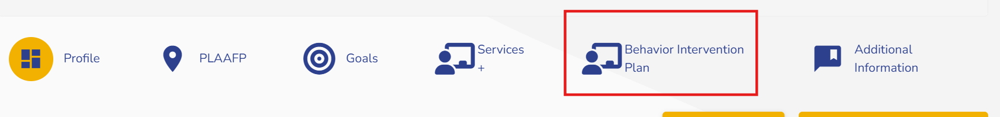 Profile
PLAAFP
Goals
Services
+
Behavior Intervention
Plan
Additional
Information